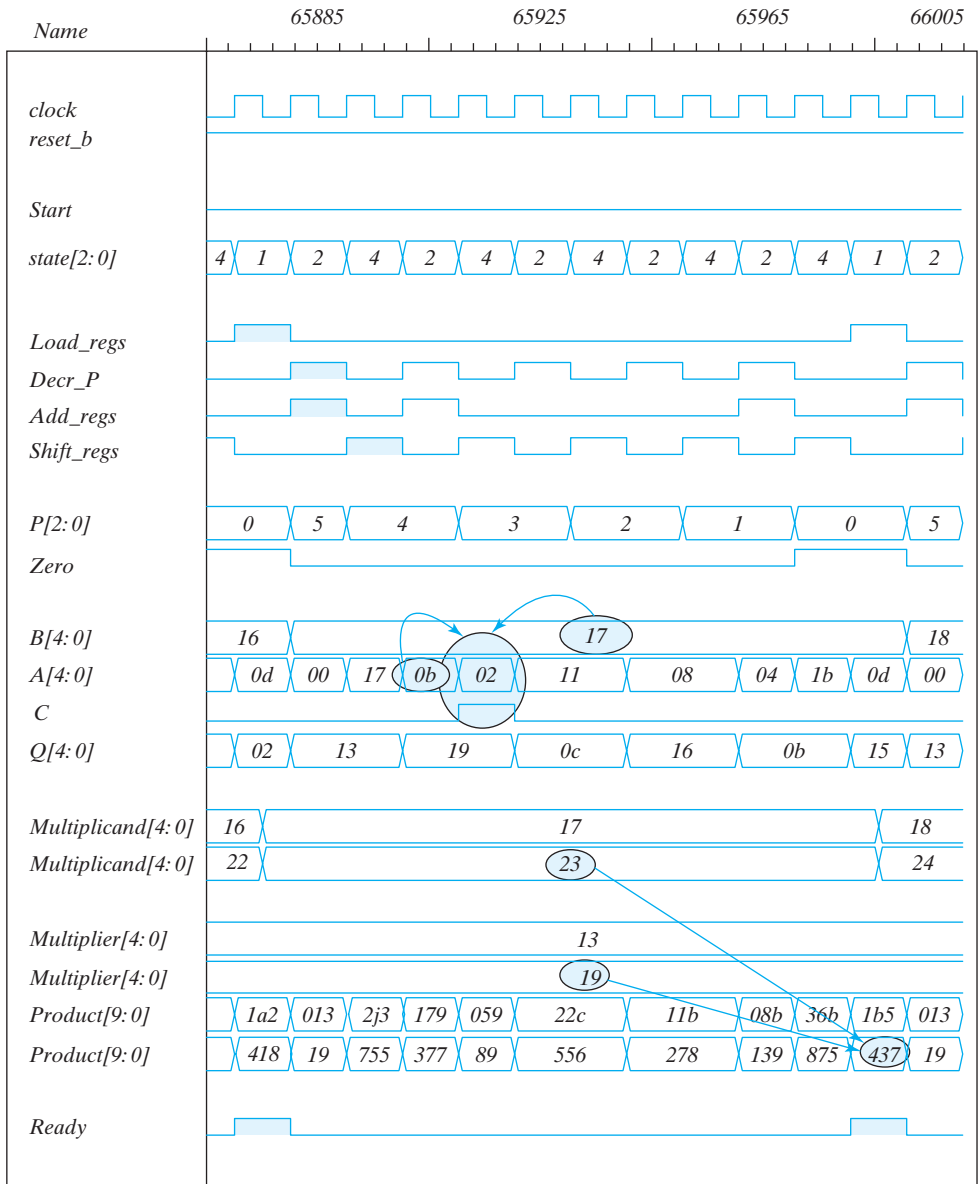 Name 65885 65925 65965 66005
clock
reset_b
Start
state[2: 0] 4 1 2 4 2 4 2 4 2 4 2 4 1 2
Load_regs
Decr_P
Add_regs
Shift_regs
P[2: 0] 0 5 4 3 2 1 0 5
Zero
B[4: 0] 16 17 18
A[4: 0] 0d 00 17 0b 02 11 08 04 1b 0d 00
C
Q[4: 0] 02 13 19 0c 16 0b 15 13
Multiplicand[4: 0] 16 17 18
Multiplicand[4: 0] 22 23 24
Multiplier[4: 0] 13
Multiplier[4: 0] 19
Product[9: 0] 1a2 013 2j3 179 059 22c 11b 08b 36b 1b5 013
Product[9: 0] 418 19 755 377 89 556 278 139 875 437 19
Ready